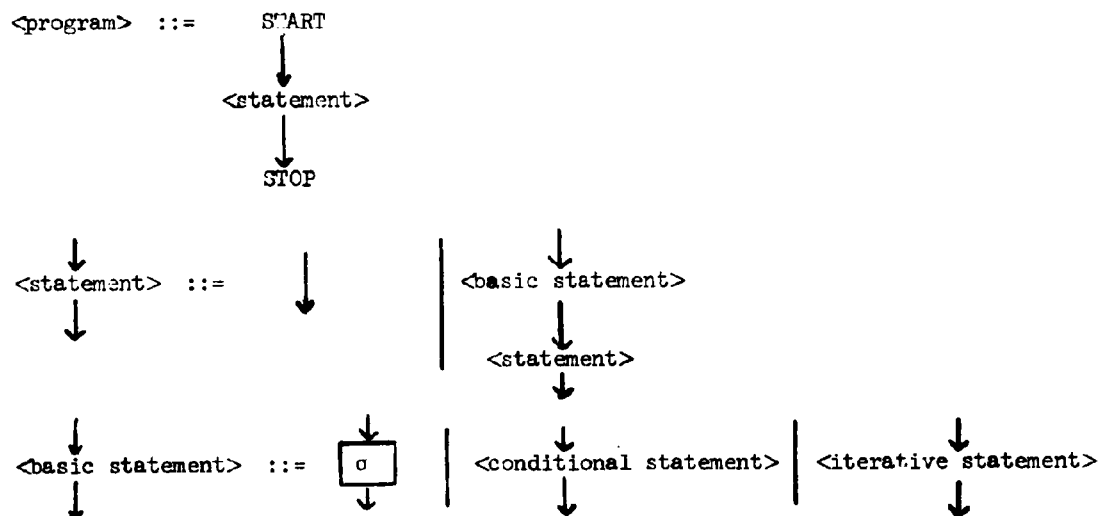 <program> ::= START
<statement>
STOP
<statement> ::= | <basic statement>
<statement>
<basic statement> ::= σ | <conditional statement> | <iterative statement>